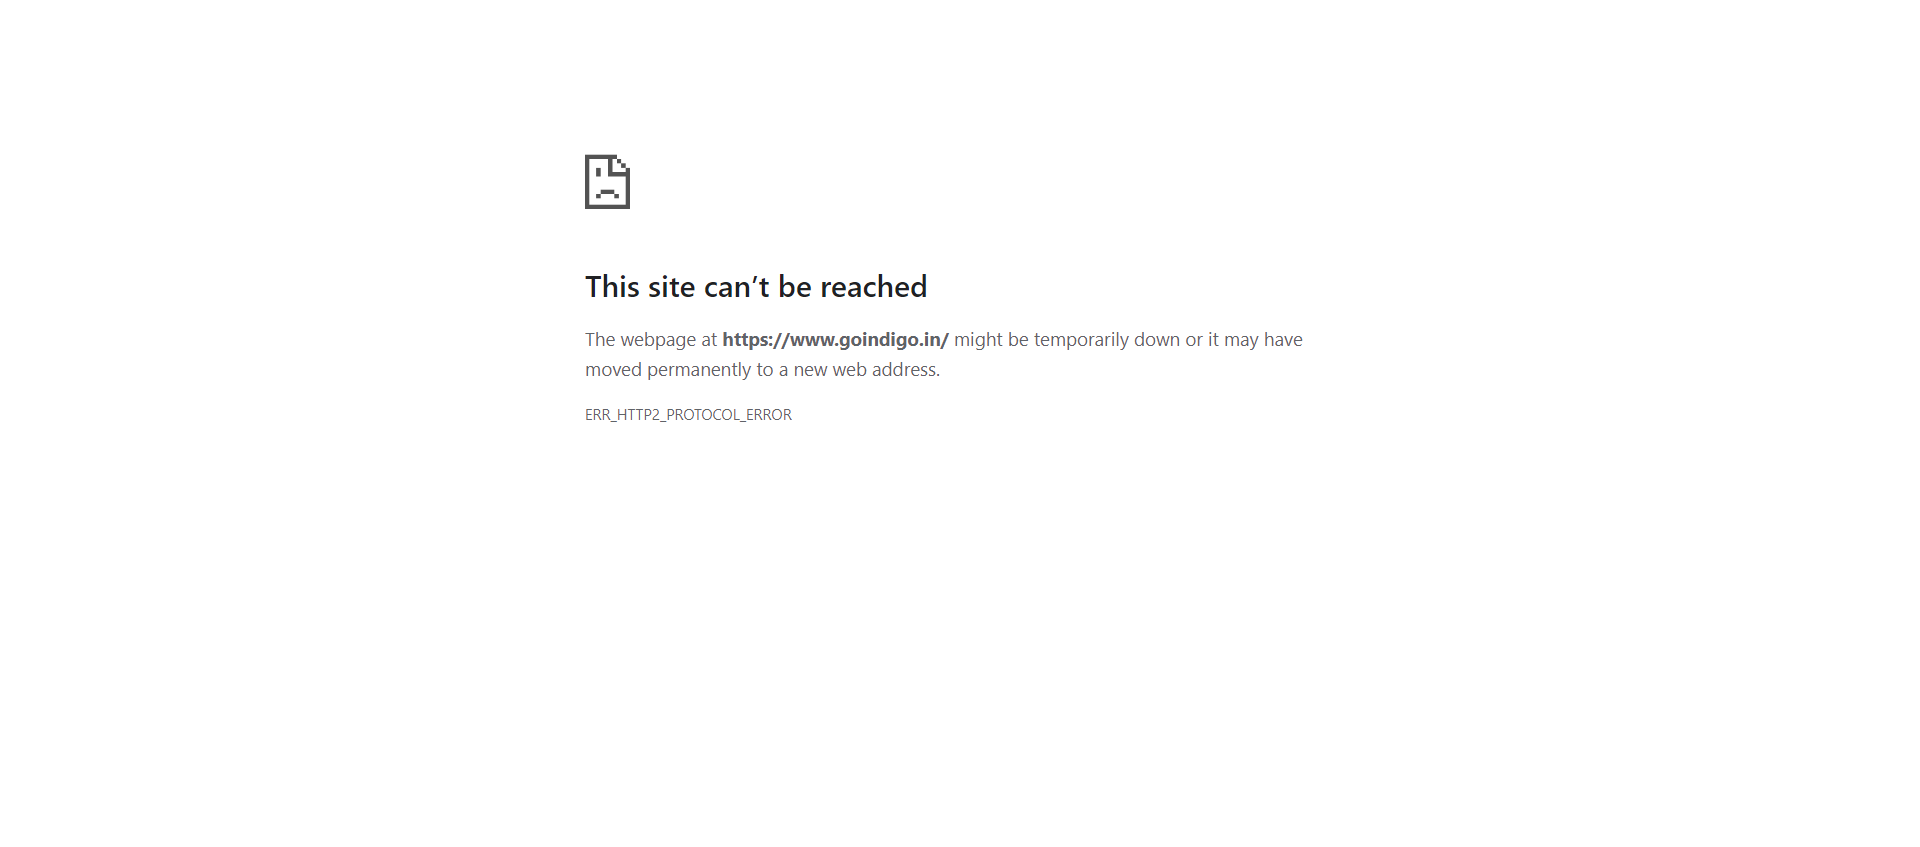 This site can’t be reached
The webpage at https://www.goindigo.in/ might be temporarily down or it may have
moved permanently to a new web address.
ERR_HTTP2_PROTOCOL_ERROR